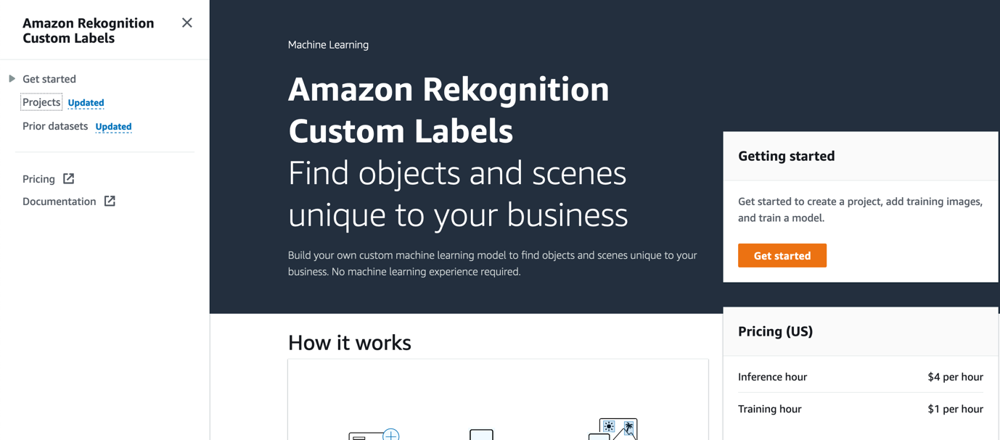 Amazon Rekognition
Custom Labels
Get started
Projects Updated
Prior datasets Updated
Pricing
Documentation
Machine Learning
Amazon Rekognition
Custom Labels
Find objects and scenes
unique to your business
Build your own custom machine learning model to find objects and scenes unique to your
business. No machine learning experience required.
Getting started
Get started to create a project, add training images,
and train a model.
Get started
How it works
Pricing (US)
Inference hour $4 per hour
Training hour $1 per hour